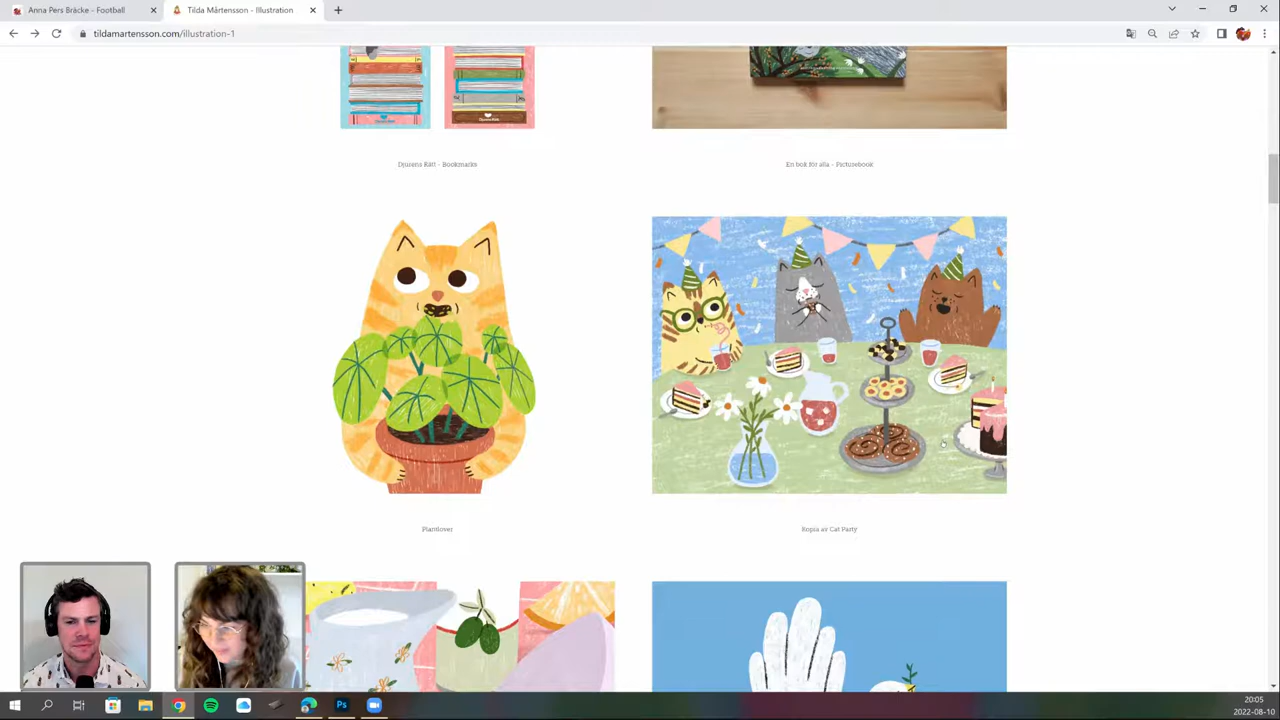 Anna Pers Bräcke - Football
Tilda Mårtensson - Illustration
tildamartensson.com/illustration-1
Djurens Rätt - Bookmarks
En bok för alla - Picturebook
Plantlover
Kopia av Cat Party
Ps
20:05
2022-08-10